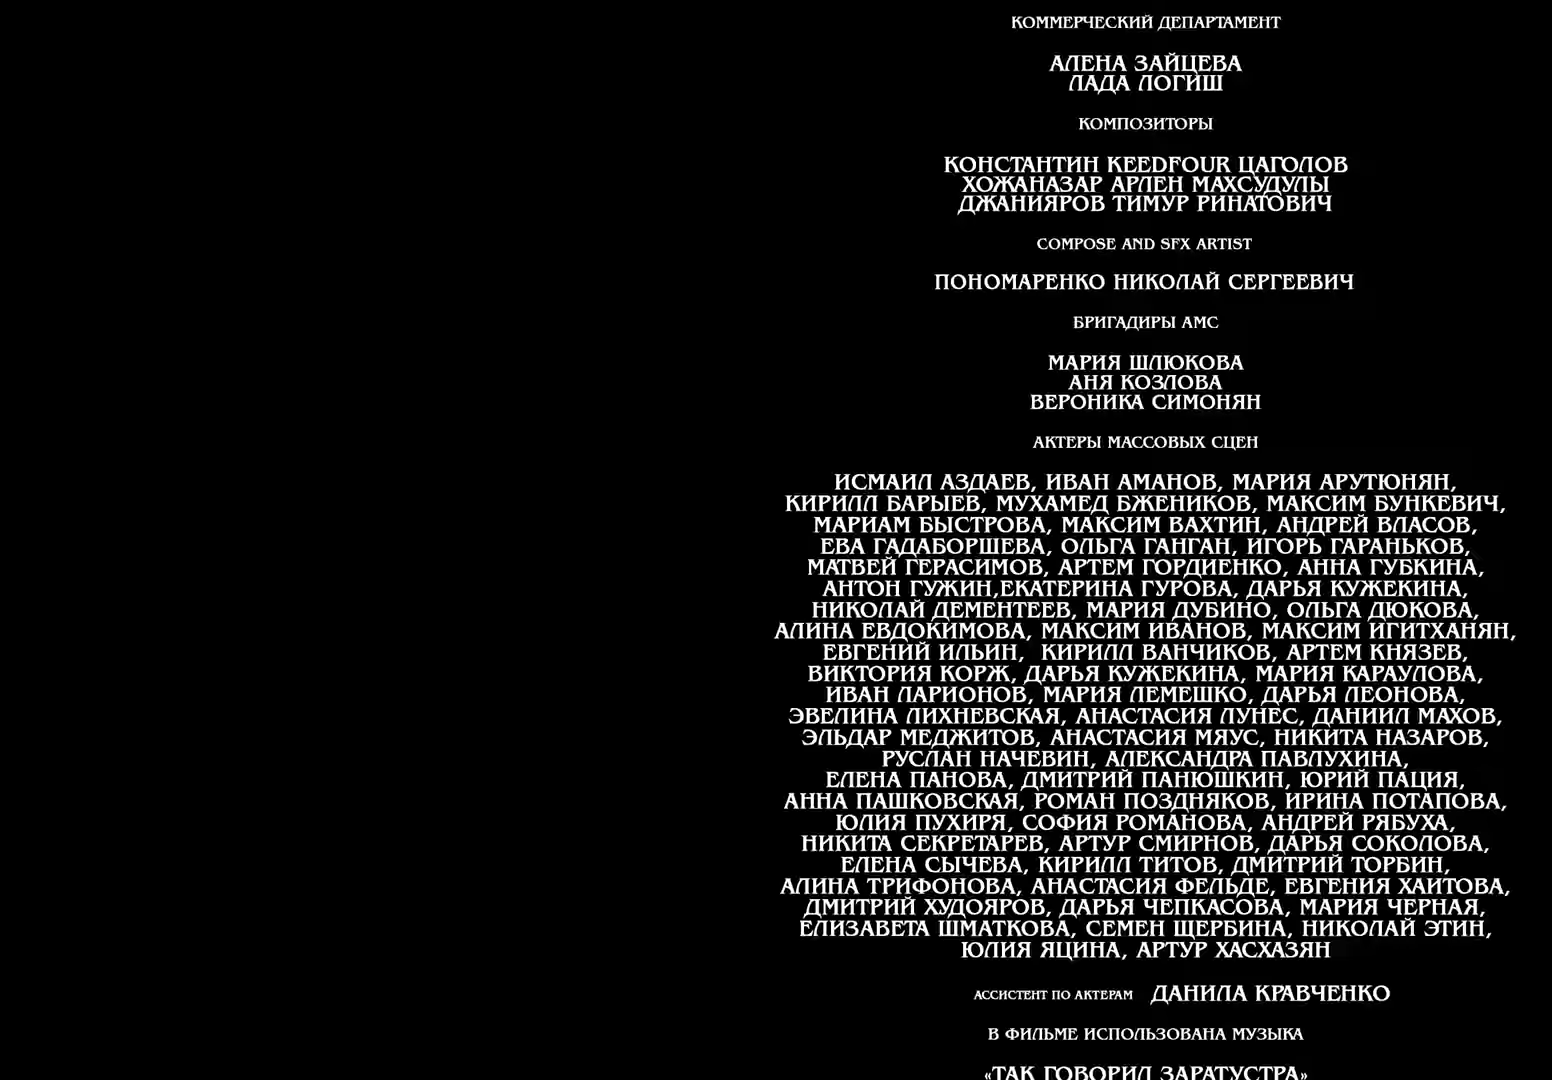 КОММЕРЧЕСКИЙ ДЕПАРТАМЕНТ
АЛЕНА ЗАЙЦЕВА
ЛАДА ЛОГИШ
КОМПОЗИТОРЫ
КОНСТАНТИН KEEDFOUR ЦАГОЛОВ
ХОЖАНАЗАР АРЛЕН МАХСУДУЛЫ
ДЖАНИЯРОВ ТИМУР РИНАТОВИЧ
COMPOSE AND SFX ARTIST
ПОНОМАРЕНКО НИКОЛАЙ СЕРГЕЕВИЧ
БРИГАДИРЫ АМС
МАРИЯ ШЛЮКОВА
АНЯ КОЗЛОВА
ВЕРОНИКА СИМОНЯН
АКТЕРЫ МАССОВЫХ СЦЕН
ИСМАИЛ АЗДАЕВ, ИВАН АМАНОВ, МАРИЯ АРУТЮНЯН,
КИРИЛЛ БАРЫЕВ, МУХАМЕД БЖЕНИКОВ, МАКСИМ БУНКЕВИЧ,
МАРИАМ БЫСТРОВА, МАКСИМ ВАХТИН, АНДРЕЙ ВЛАСОВ,
ЕВА ГАДАБОРШЕВА, ОЛЬГА ГАНГАН, ИГОРЬ ГАРАНЬКОВ,
МАТВЕЙ ГЕРАСИМОВ, АРТЕМ ГОРДИЕНКО, АННА ГУБКИНА,
АНТОН ГУЖИН,ЕКАТЕРИНА ГУРОВА, ДАРЬЯ КУЖЕКИНА,
НИКОЛАЙ ДЕМЕНТЕЕВ, МАРИЯ ДУБИНО, ОЛЬГА ДЮКОВА,
АЛИНА ЕВДОКИМОВА, МАКСИМ ИВАНОВ, МАКСИМ ИГИТХАНЯН,
ЕВГЕНИЙ ИЛЬИН, КИРИЛЛ ВАНЧИКОВ, АРТЕМ КНЯЗЕВ,
ВИКТОРИЯ КОРЖ, ДАРЬЯ КУЖЕКИНА, МАРИЯ КАРАУЛОВА,
ИВАН ЛАРИОНОВ, МАРИЯ ЛЕМЕШКО, ДАРЬЯ ЛЕОНОВА,
ЭВЕЛИНА ЛИХНЕВСКАЯ, АНАСТАСИЯ ЛУНЕС, ДАНИИЛ МАХОВ,
ЭЛЬДАР МЕДЖИТОВ, АНАСТАСИЯ МЯУС, НИКИТА НАЗАРОВ,
РУСЛАН НАЧЕВИН, АЛЕКСАНДРА ПАВЛУХИНА,
ЕЛЕНА ПАНОВА, ДМИТРИЙ ПАНЮШКИН, ЮРИЙ ПАЦИЯ,
АННА ПАШКОВСКАЯ, РОМАН ПОЗДНЯКОВ, ИРИНА ПОТАПОВА,
ЮЛИЯ ПУХИРЯ, СОФИЯ РОМАНОВА, АНДРЕЙ РЯБУХА,
НИКИТА СЕКРЕТАРЕВ, АРТУР СМИРНОВ, ДАРЬЯ СОКОЛОВА,
ЕЛЕНА СЫЧЕВА, КИРИЛЛ ТИТОВ, ДМИТРИЙ ТОРБИН,
АЛИНА ТРИФОНОВА, АНАСТАСИЯ ФЕЛЬДЕ, ЕВГЕНИЯ ХАИТОВА,
ДМИТРИЙ ХУДОЯРОВ, ДАРЬЯ ЧЕПКАСОВА, МАРИЯ ЧЕРНАЯ,
ЕЛИЗАВЕТА ШМАТКОВА, СЕМЕН ЩЕРБИНА, НИКОЛАЙ ЭТИН,
ЮЛИЯ ЯЦИНА, АРТУР ХАСХАЗЯН
АССИСТЕНТ ПО АКТЕРАМ ДАНИЛА КРАВЧЕНКО
В ФИЛЬМЕ ИСПОЛЬЗОВАНА МУЗЫКА
«ТАК ГОВОРИЛ ЗАРАТУСТРА»